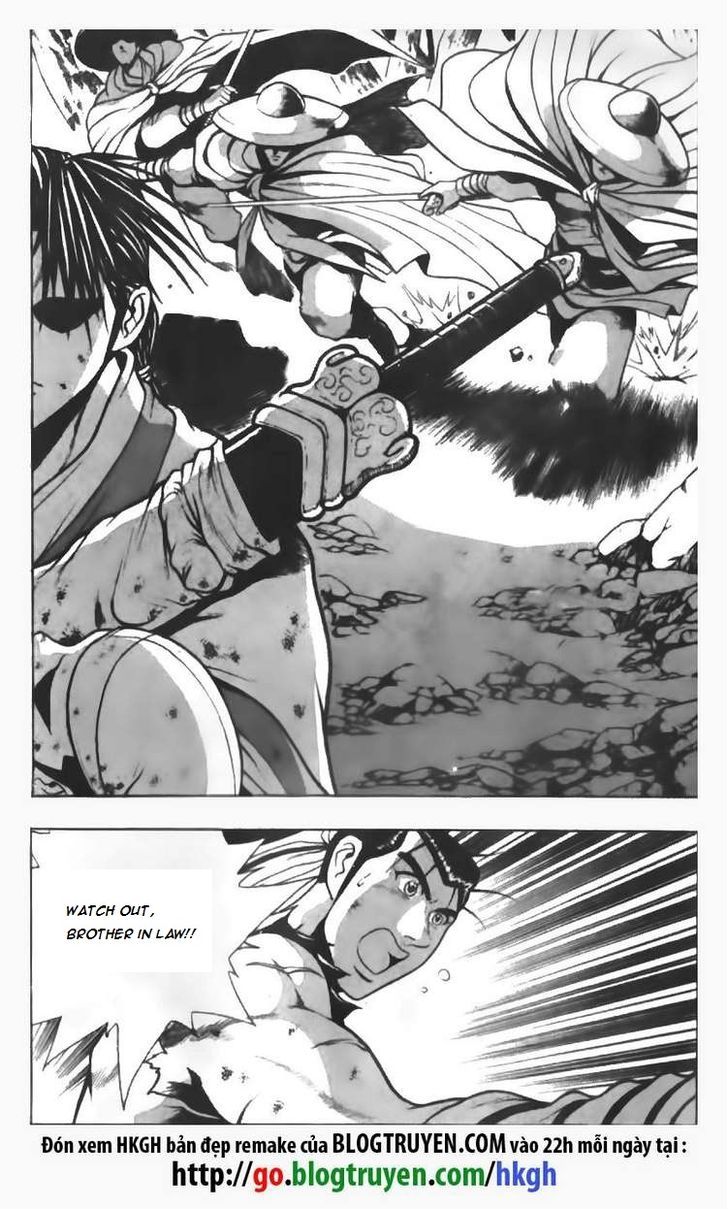 WATCH OUT,
BROTHER IN LAW!!
Đón xem HKGH bản đẹp remake của BLOGTRUYEN.COM vào 22h mỗi ngày tại :
http://go.blogtruyen.com/hkgh